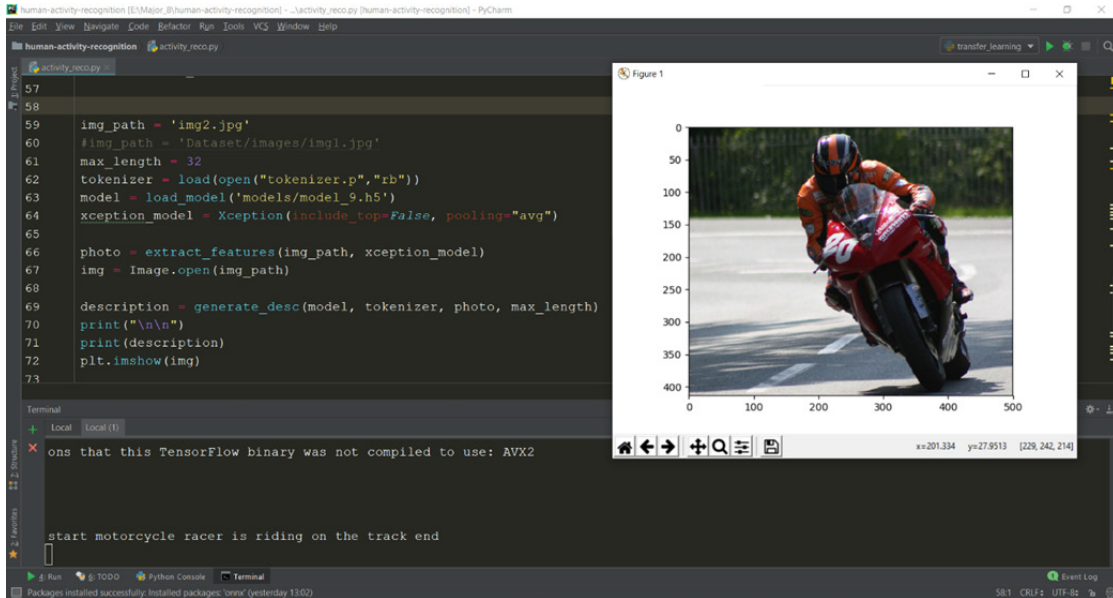 human-activity-recognition [E:\Major_B\human-activity-recognition] - ...\activity_reco.py [human-activity-recognition] - PyCharm
File Edit View Navigate Code Refactor Run Tools VCS Window Help
human-activity-recognition activity_reco.py
transfer_learning
1: Project
activity_reco.py
57
58
59 img_path = 'img2.jpg'
60 #img_path = 'Dataset/images/img1.jpg'
61 max_length = 32
62 tokenizer = load(open("tokenizer.p","rb"))
63 model = load_model('models/model_9.h5')
64 xception_model = Xception(include_top=False, pooling="avg")
65
66 photo = extract_features(img_path, xception_model)
67 img = Image.open(img_path)
68
69 description = generate_desc(model, tokenizer, photo, max_length)
70 print("\n\n")
71 print(description)
72 plt.imshow(img)
73
Figure 1
0
50
100
150
200
250
300
350
400
0 100 200 300 400 500
x=201.334 y=27.9513 [229, 242, 214]
Terminal
Local Local (1)
ons that this TensorFlow binary was not compiled to use: AVX2
start motorcycle racer is riding on the track end
Z: Structure
2: Favorites
4: Run 6: TODO Python Console Terminal Event Log
Packages installed successfully: Installed packages: 'onnx' (yesterday 13:02) 58:1 CRLF UTF-8